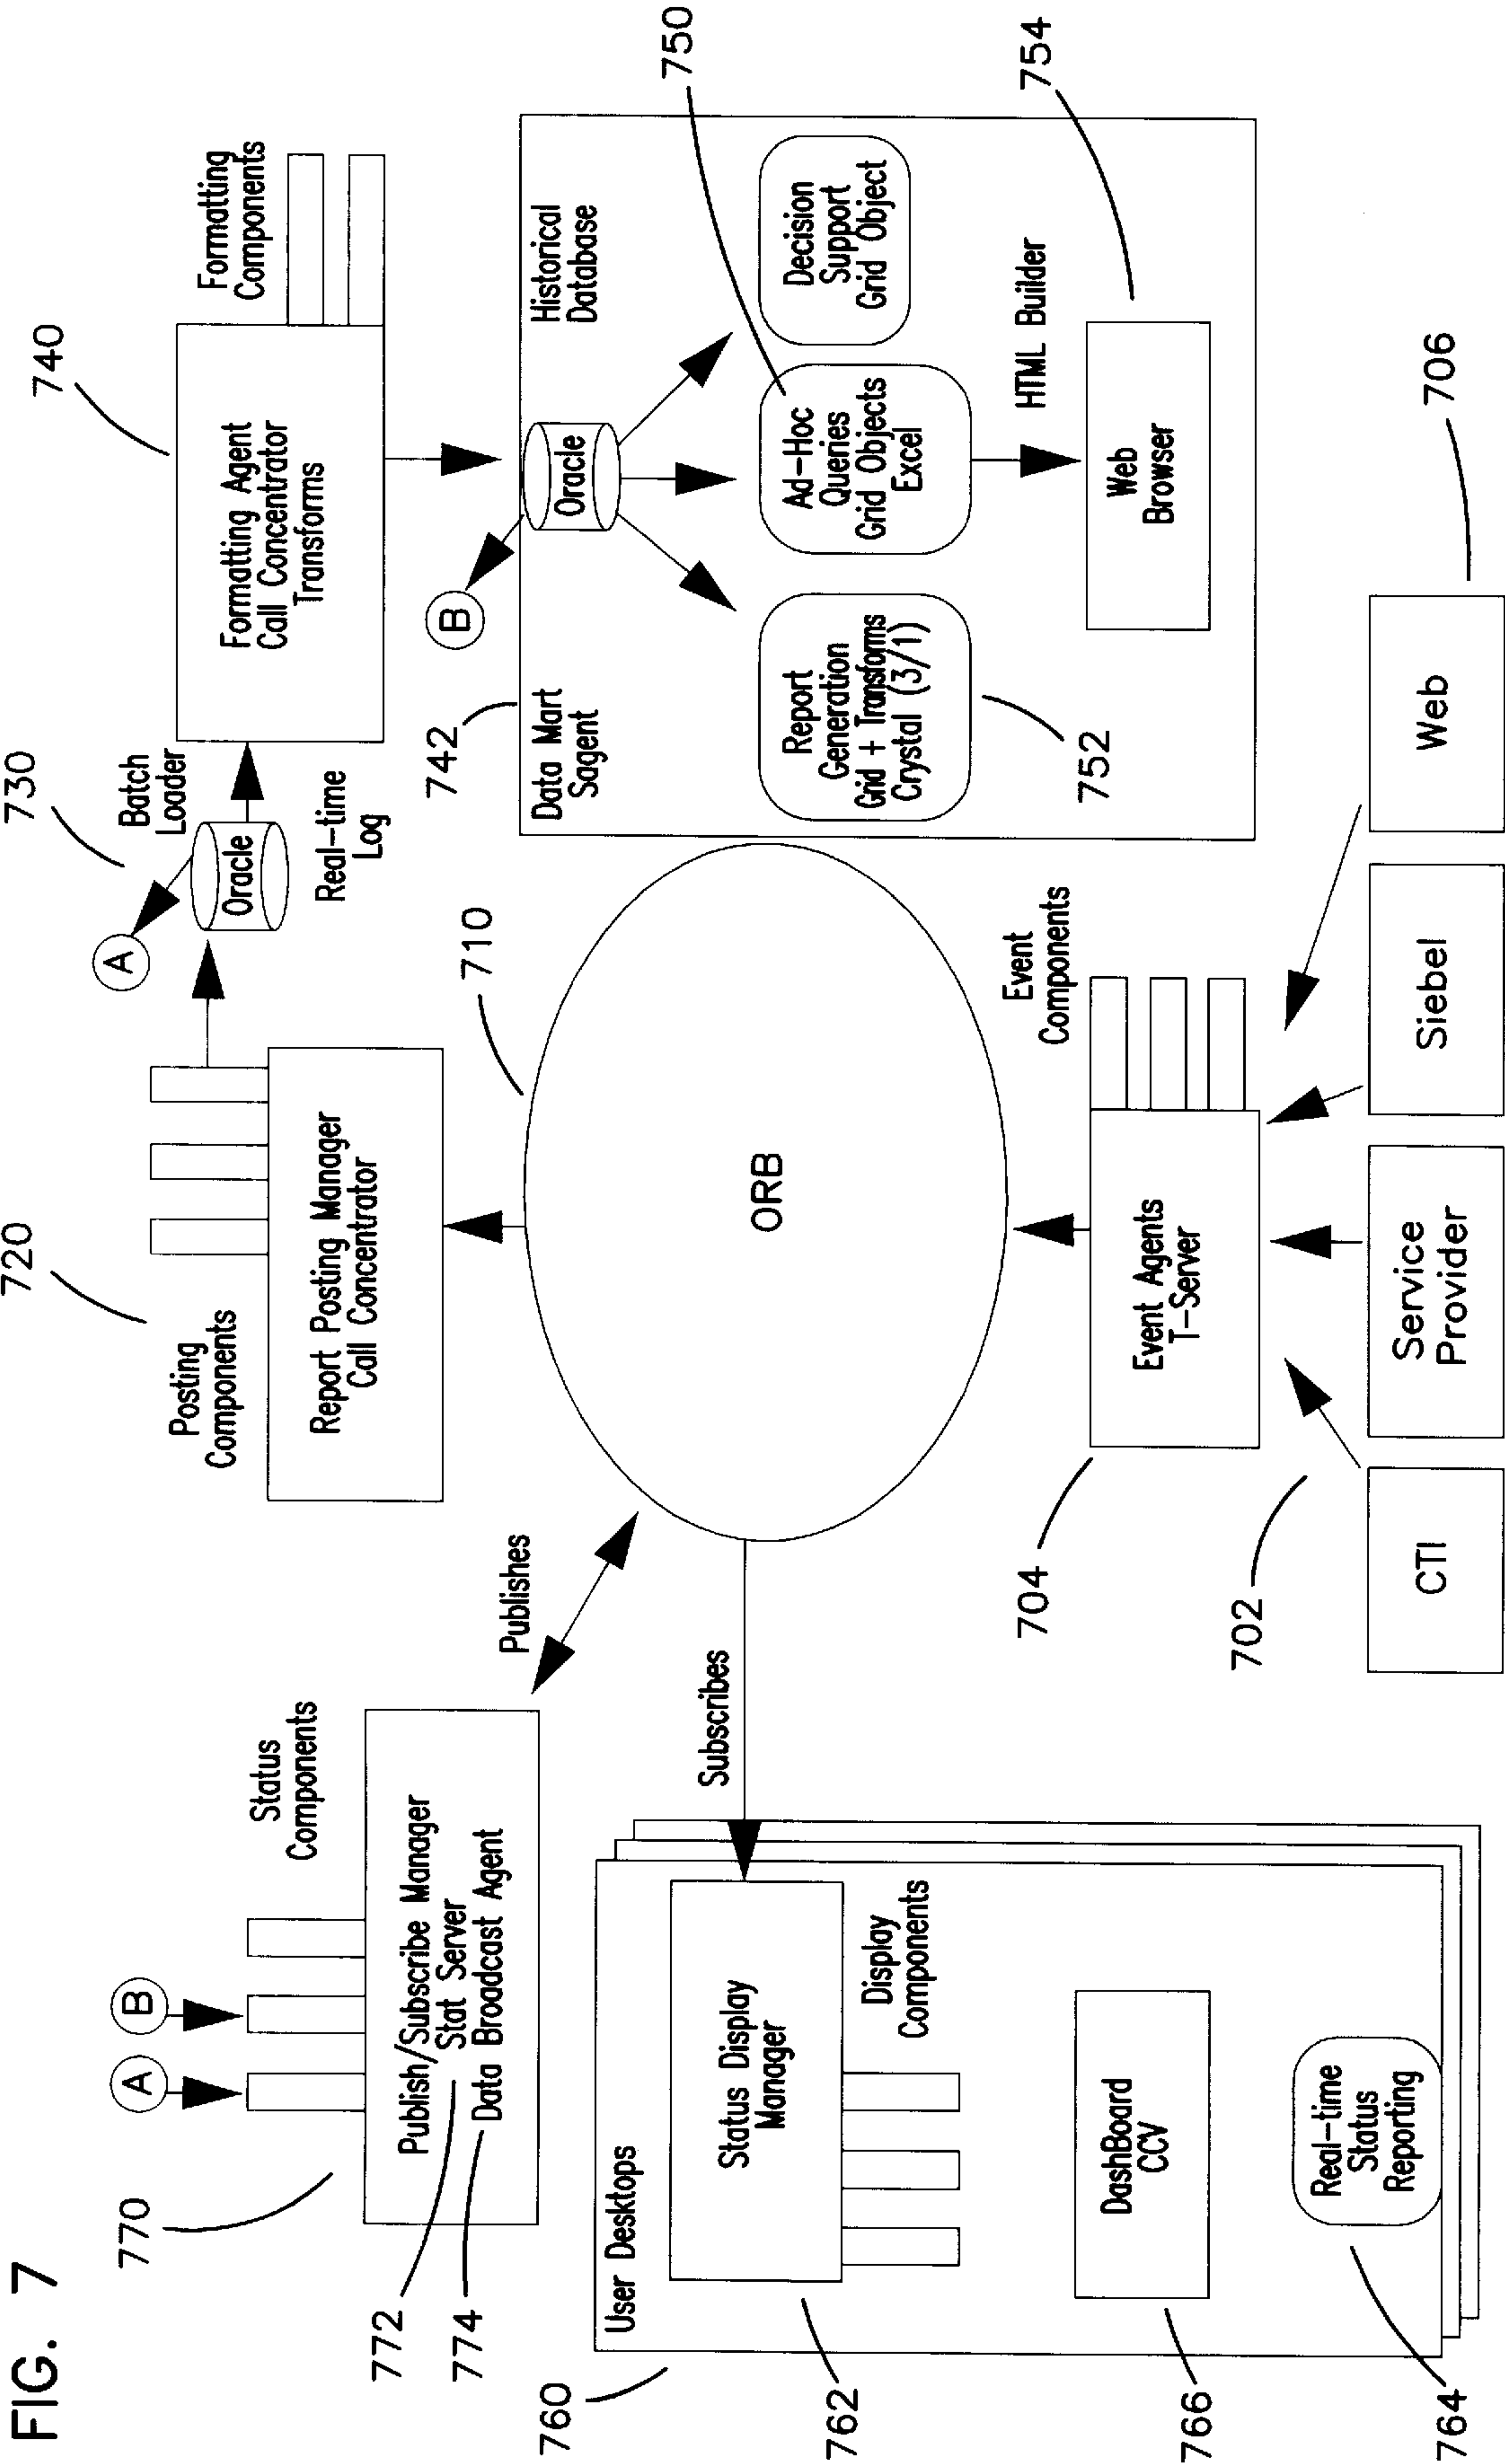 FIG. 7
770
A
B
Status
Components
Publish/Subscribe Manager
Stat Server
Data Broadcast Agent
772
774
Publishes
720
Posting
Components
Report Posting Manager
Call Concentrator
730
A
Batch
Loader
Oracle
Real-time
Log
740
Formatting Agent
Call Concentrator
Transforms
Formatting
Components
710
ORB
Subscribes
760
User Desktops
Status Display
Manager
762
Display
Components
DashBoard
CCV
766
Real-time
Status
Reporting
764
742
B
Data Mart
Sagent
Oracle
Historical
Database
750
Report
Generation
Grid + Transforms
Crystal (3/1)
752
Ad-Hoc
Queries
Grid Objects
Excel
Decision
Support
Grid Object
HTML Builder
Web
Browser
754
704
Event Agents
T-Server
Event
Components
702
706
CTI
Service
Provider
Siebel
Web